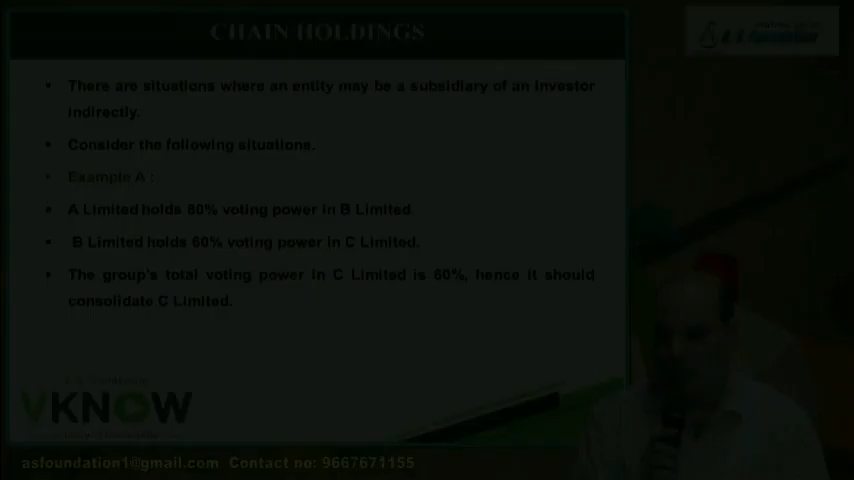 CHAIN HOLDINGS
• There are situstions where an entity may be a subsidiary of an investor
indirectly.
• Consider the following situations.
• Example A :
• A Limited holds 80% voting power in B Limited.
• B Limited holds 60% voting power in C Limited.
• The group's total voting power in C Limited is 60%, hence it should
consolidate C Limited.
VKNOW
asfoundation1@gmail.com Contact no: 9667671155